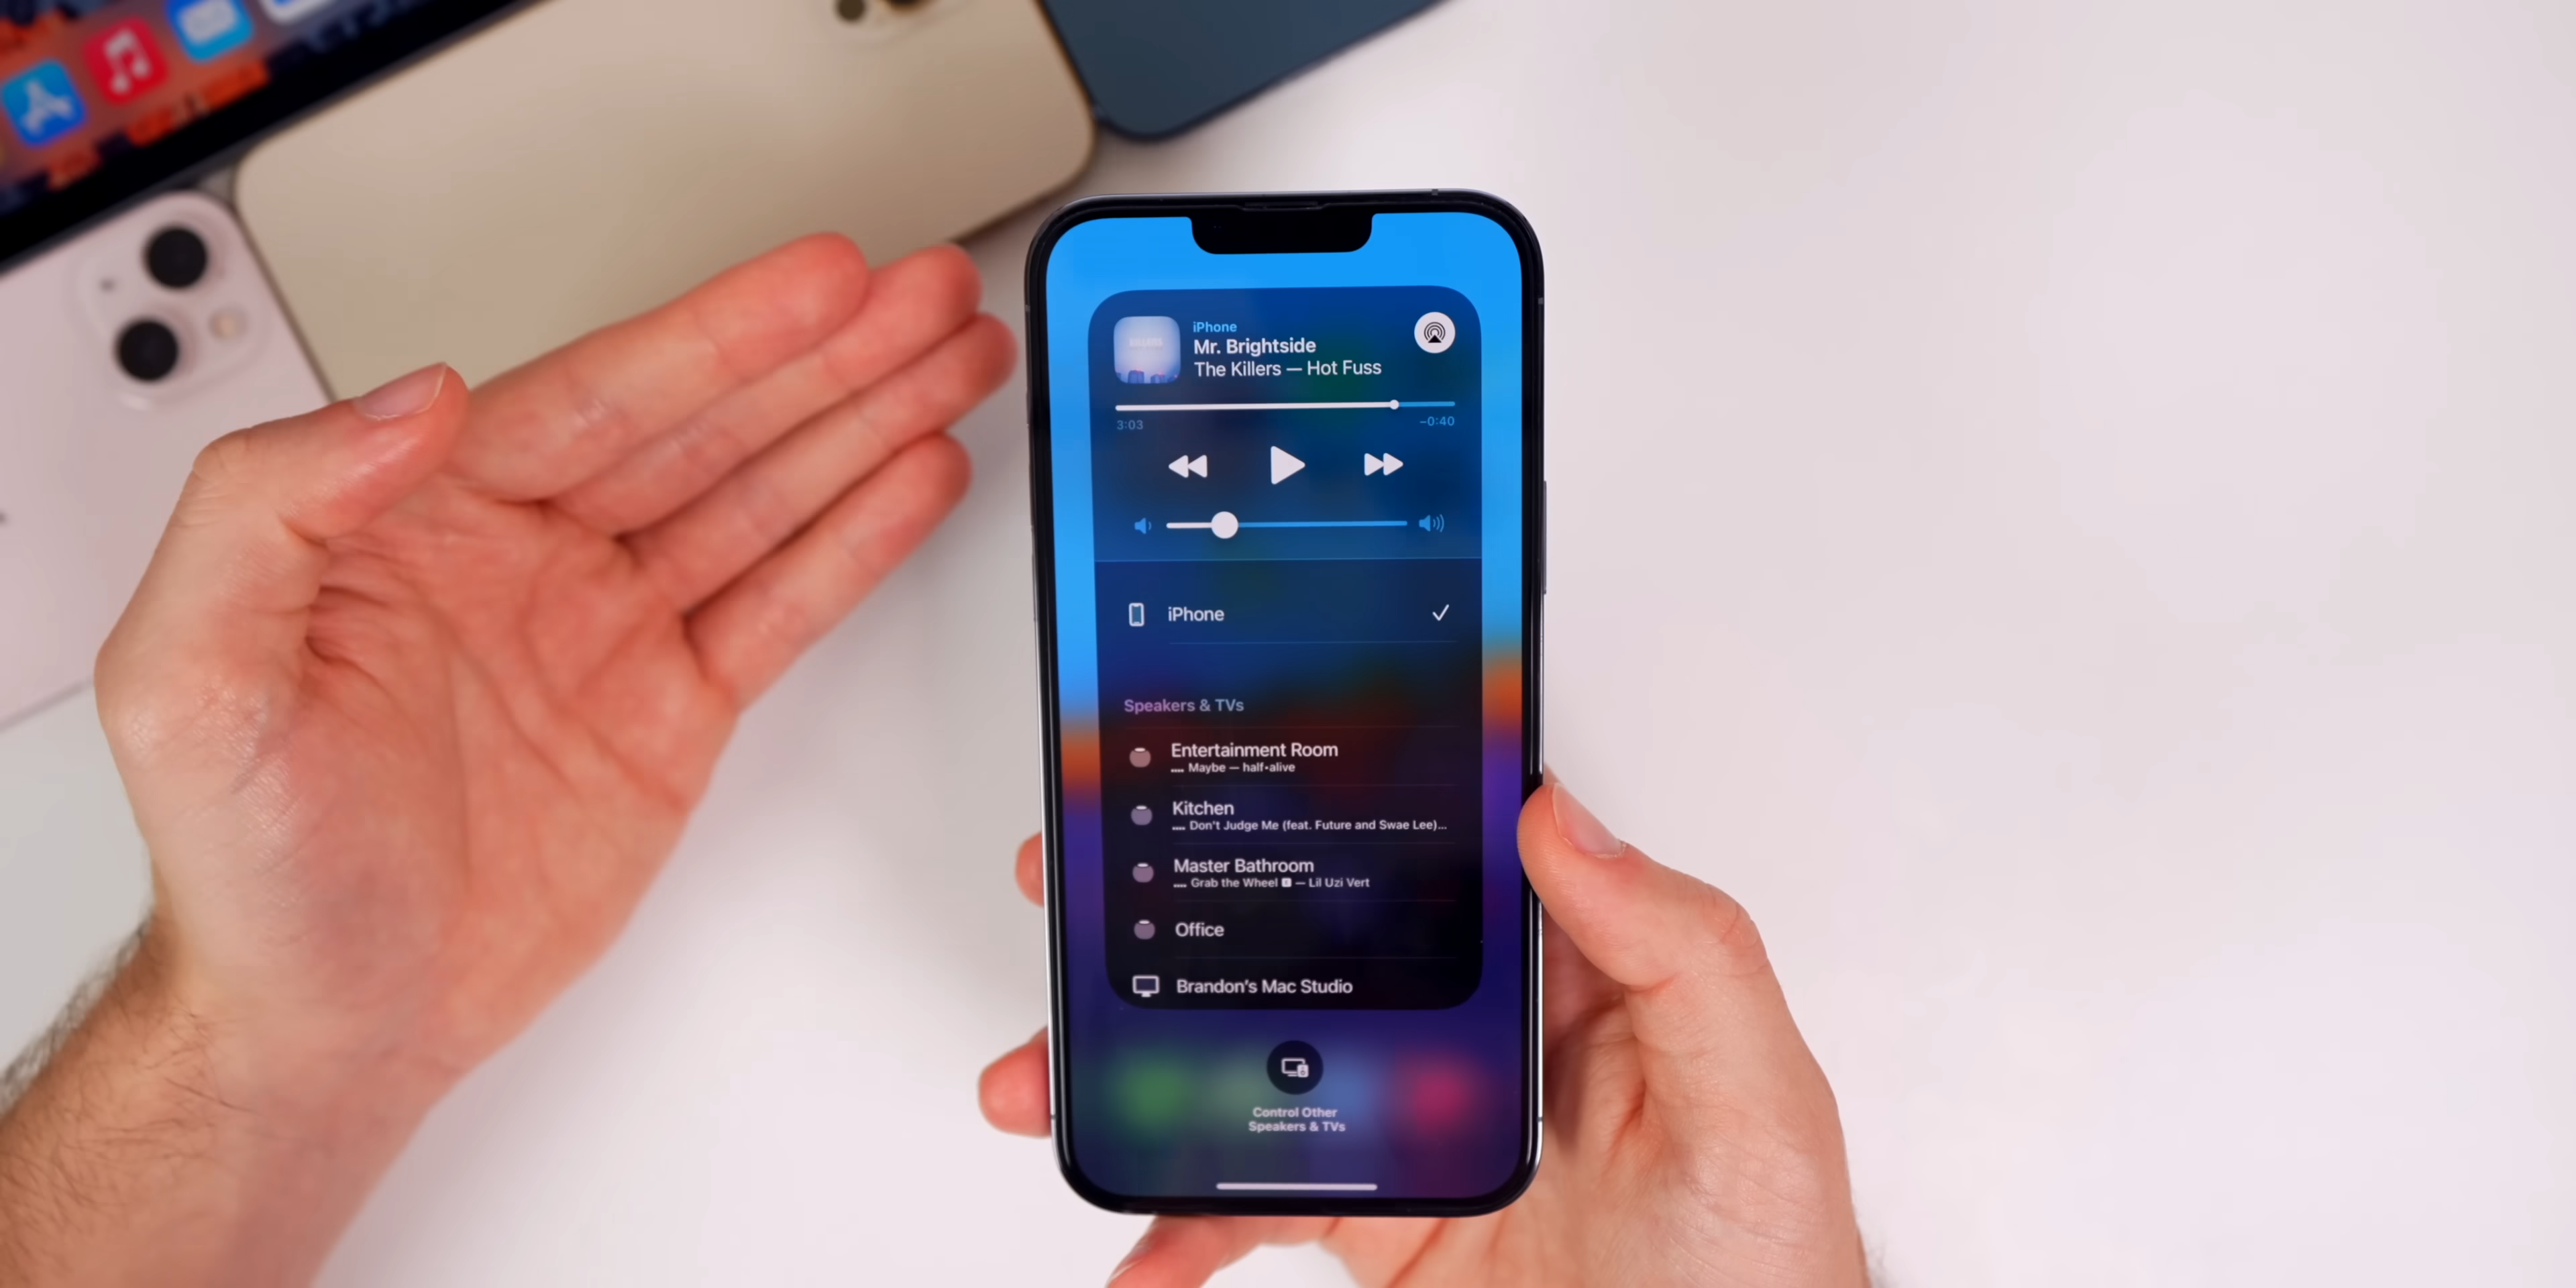 iPhone
Mr. Brightside
The Killers — Hot Fuss
3:03
−0:40
iPhone
Speakers & TVs
Entertainment Room
Maybe — half•alive
Kitchen
Don't Judge Me (feat. Future and Swae Lee)...
Master Bathroom
Grab the Wheel 🅴 — Lil Uzi Vert
Office
Brandon's Mac Studio
Control Other
Speakers & TVs